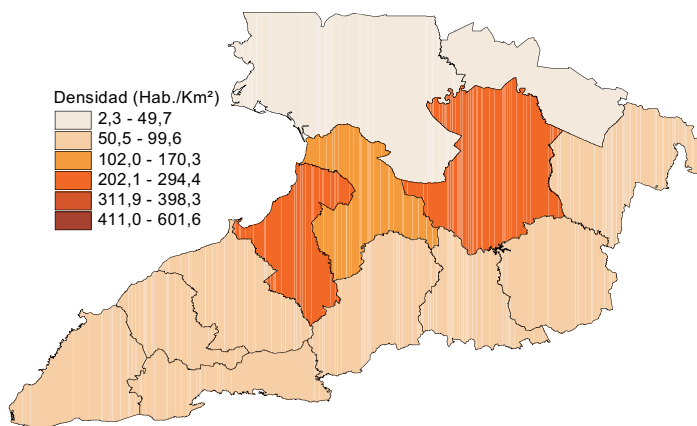 Densidad (Hab./Km²)
2,3 - 49,7
50,5 - 99,6
102,0 - 170,3
202,1 - 294,4
311,9 - 398,3
411,0 - 601,6